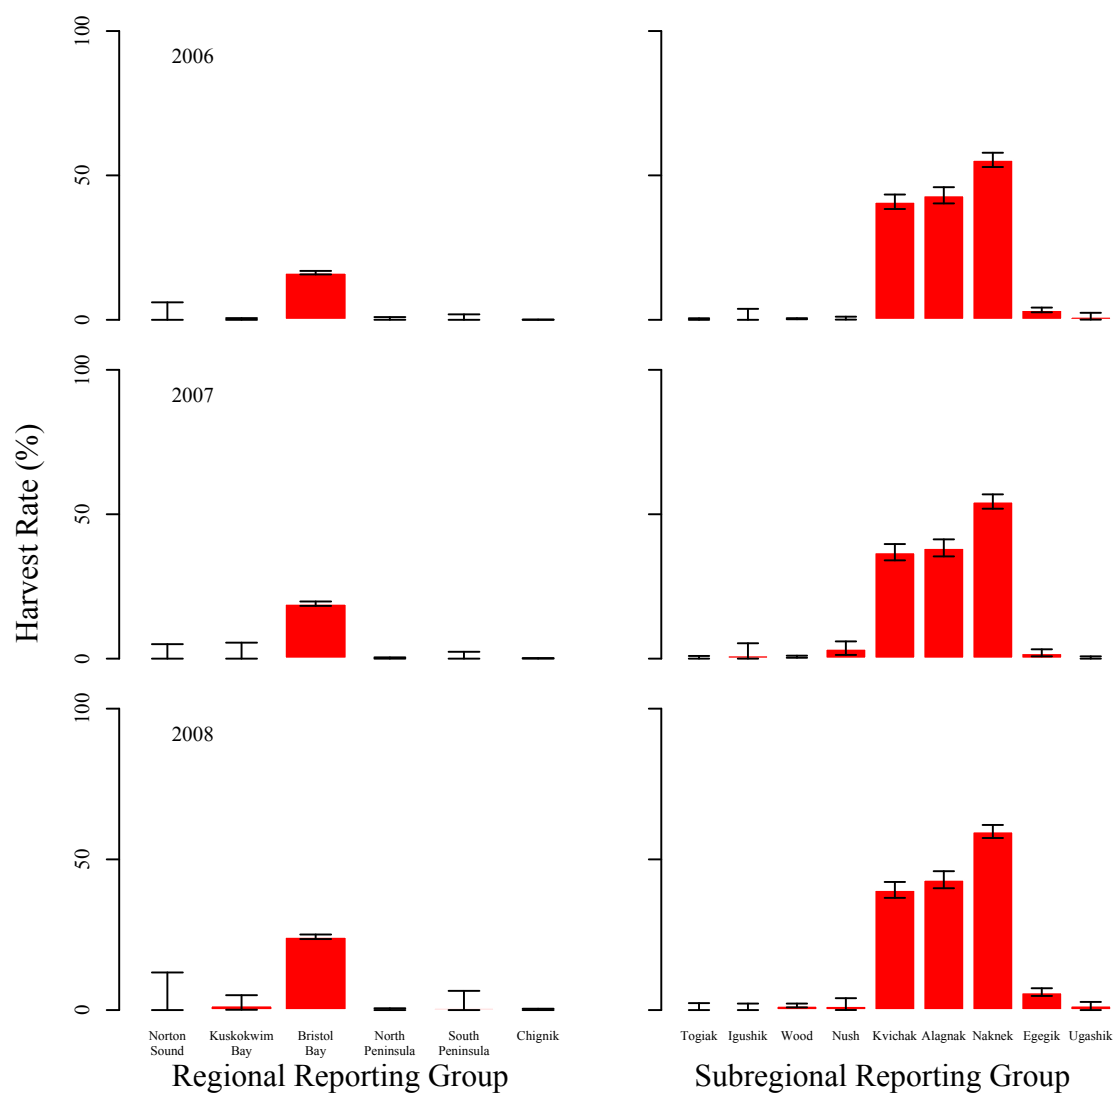 100
50
0
2006
100
50
0
2007
100
50
0
2008
Harvest Rate (%)
Norton Sound
Kuskokwim Bay
Bristol Bay
North Peninsula
South Peninsula
Chignik
Togiak
Igushik
Wood
Nush
Kvichak
Alagnak
Naknek
Egegik
Ugashik
Regional Reporting Group
Subregional Reporting Group